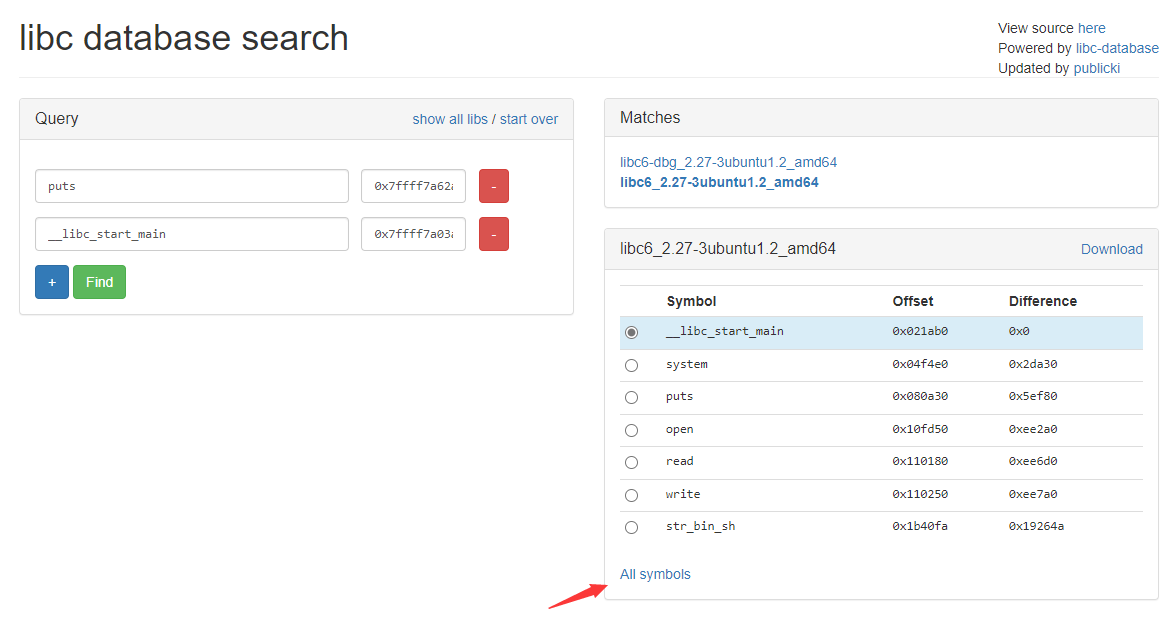 libc database search
View source here
Powered by libc-database
Updated by publicki
Query
show all libs / start over
puts
0x7ffff7a62a
-
__libc_start_main
0x7ffff7a03a
-
+
Find
Matches
libc6-dbg_2.27-3ubuntu1.2_amd64
libc6_2.27-3ubuntu1.2_amd64
libc6_2.27-3ubuntu1.2_amd64
Download
Symbol Offset Difference
__libc_start_main 0x021ab0 0x0
system 0x04f4e0 0x2da30
puts 0x080a30 0x5ef80
open 0x10fd50 0xee2a0
read 0x110180 0xee6d0
write 0x110250 0xee7a0
str_bin_sh 0x1b40fa 0x19264a
All symbols